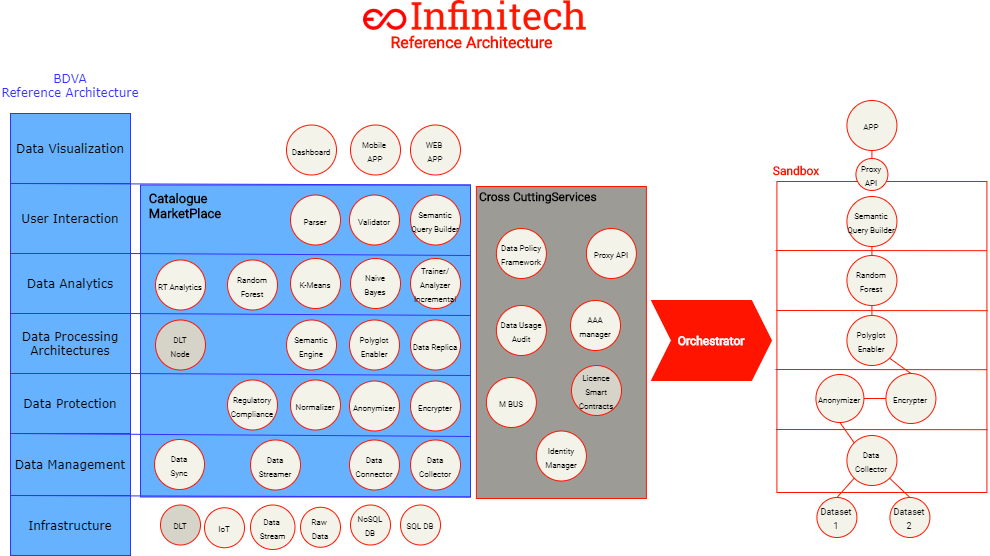 Infinitech
Reference Architecture
BDVA
Reference Architecture
Data Visualization
Dashboard
Mobile
APP
WEB
APP
User Interaction
Catalogue
MarketPlace
Parser
Validator
Semantic
Query Builder
Data Analytics
RT Analytics
Random
Forest
K-Means
Naive
Bayes
Trainer/
Analyzer
Incremental
Data Processing
Architectures
DLT
Node
Semantic
Engine
Polyglot
Enabler
Data Replica
Data Protection
Regulatory
Compliance
Normalizer
Anonymizer
Encrypter
Data Management
Data
Sync
Data
Streamer
Data
Connector
Data
Collector
Infrastructure
DLT
IoT
Data
Stream
Raw
Data
NoSQL
DB
SQL DB
Cross CuttingServices
Data Policy
Framework
Proxy API
Data Usage
Audit
AAA
manager
M BUS
Licence
Smart
Contracts
Identity
Manager
Orchestrator
Sandbox
APP
Proxy
API
Semantic
Query Builder
Random
Forest
Polyglot
Enabler
Anonymizer
Encrypter
Data
Collector
Dataset
1
Dataset
2